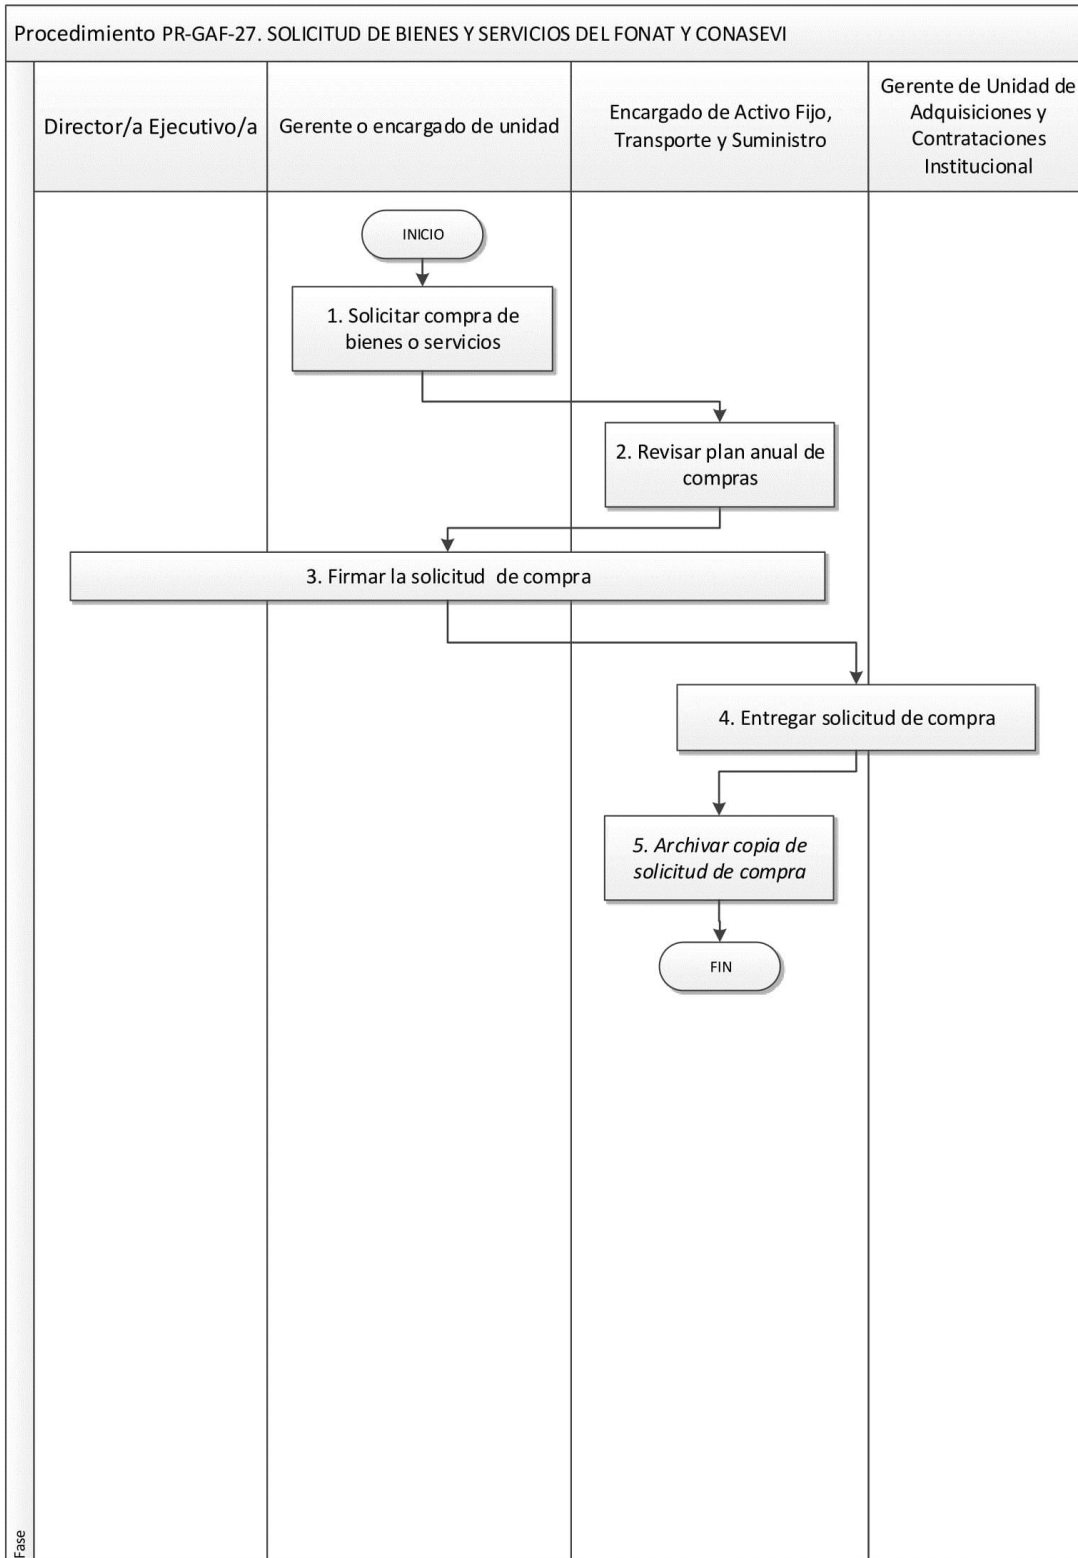 Procedimiento PR-GAF-27. SOLICITUD DE BIENES Y SERVICIOS DEL FONAT Y CONASEVI
Director/a Ejecutivo/a
Gerente o encargado de unidad
Encargado de Activo Fijo,
Transporte y Suministro
Gerente de Unidad de
Adquisiciones y
Contrataciones
Institucional
INICIO
1. Solicitar compra de
bienes o servicios
2. Revisar plan anual de
compras
3. Firmar la solicitud de compra
4. Entregar solicitud de compra
5. Archivar copia de
solicitud de compra
FIN
Fase